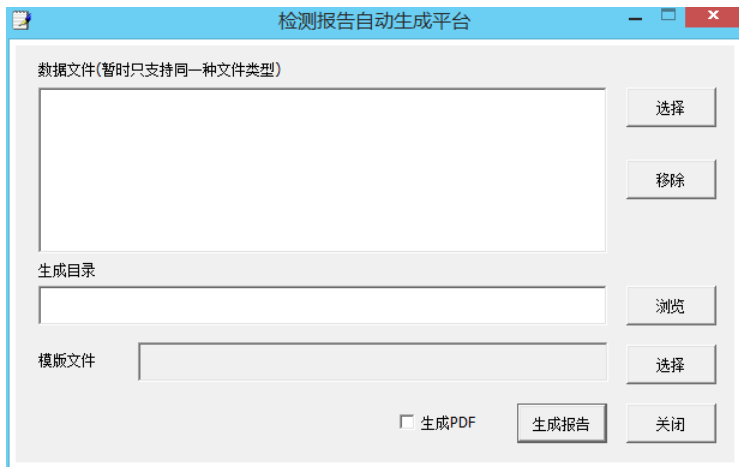 检测报告自动生成平台
数据文件(暂时只支持同一种文件类型)
选择
移除
生成目录
浏览
模版文件
选择
生成PDF
生成报告
关闭